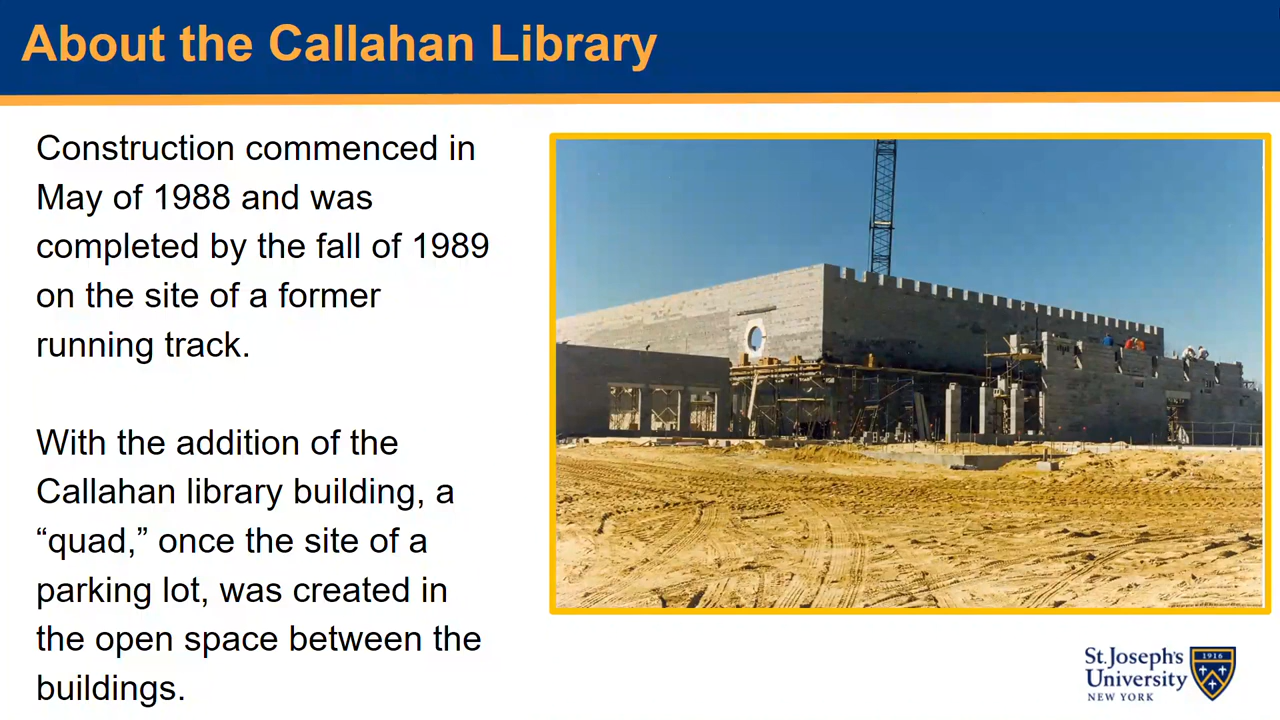 About the Callahan Library
Construction commenced in
May of 1988 and was
completed by the fall of 1989
on the site of a former
running track.
With the addition of the
Callahan library building, a
“quad,” once the site of a
parking lot, was created in
the open space between the
buildings.
St. Joseph's
University
NEW YORK
1916